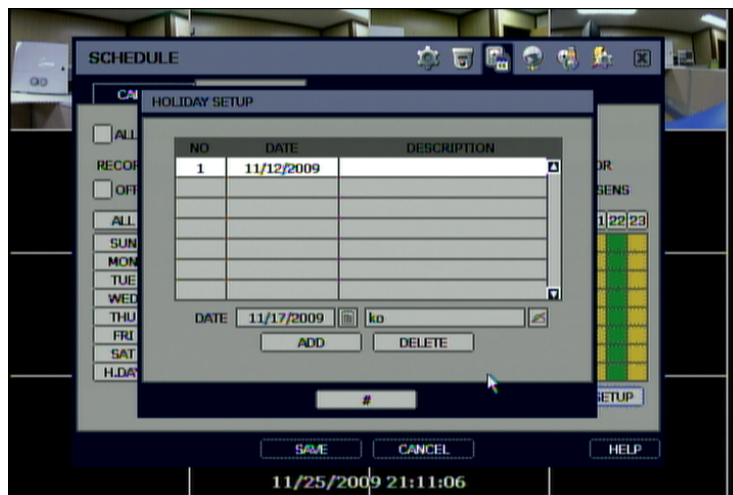 SCHEDULE
CA
HOLIDAY SETUP
ALL
NO DATE DESCRIPTION
RECOR
1 11/12/2009
OR
OFF
SENS
ALL
1 22 23
SUN
MON
TUE
WED
THU
DATE 11/17/2009 ko
FRI
ADD DELETE
SAT
H.DAY
# SETUP
SAVE CANCEL HELP
11/25/2009 21:11:06